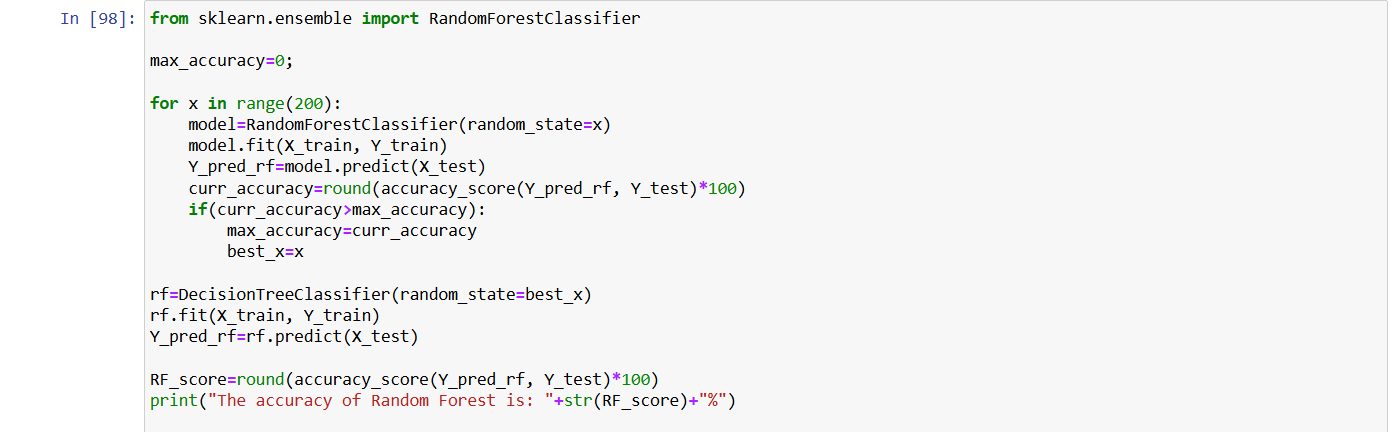 In [98]: from sklearn.ensemble import RandomForestClassifier
max_accuracy=0;
for x in range(200):
    model=RandomForestClassifier(random_state=x)
    model.fit(X_train, Y_train)
    Y_pred_rf=model.predict(X_test)
    curr_accuracy=round(accuracy_score(Y_pred_rf, Y_test)*100)
    if(curr_accuracy>max_accuracy):
        max_accuracy=curr_accuracy
        best_x=x
rf=DecisionTreeClassifier(random_state=best_x)
rf.fit(X_train, Y_train)
Y_pred_rf=rf.predict(X_test)
RF_score=round(accuracy_score(Y_pred_rf, Y_test)*100)
print("The accuracy of Random Forest is: "+str(RF_score)+"%")